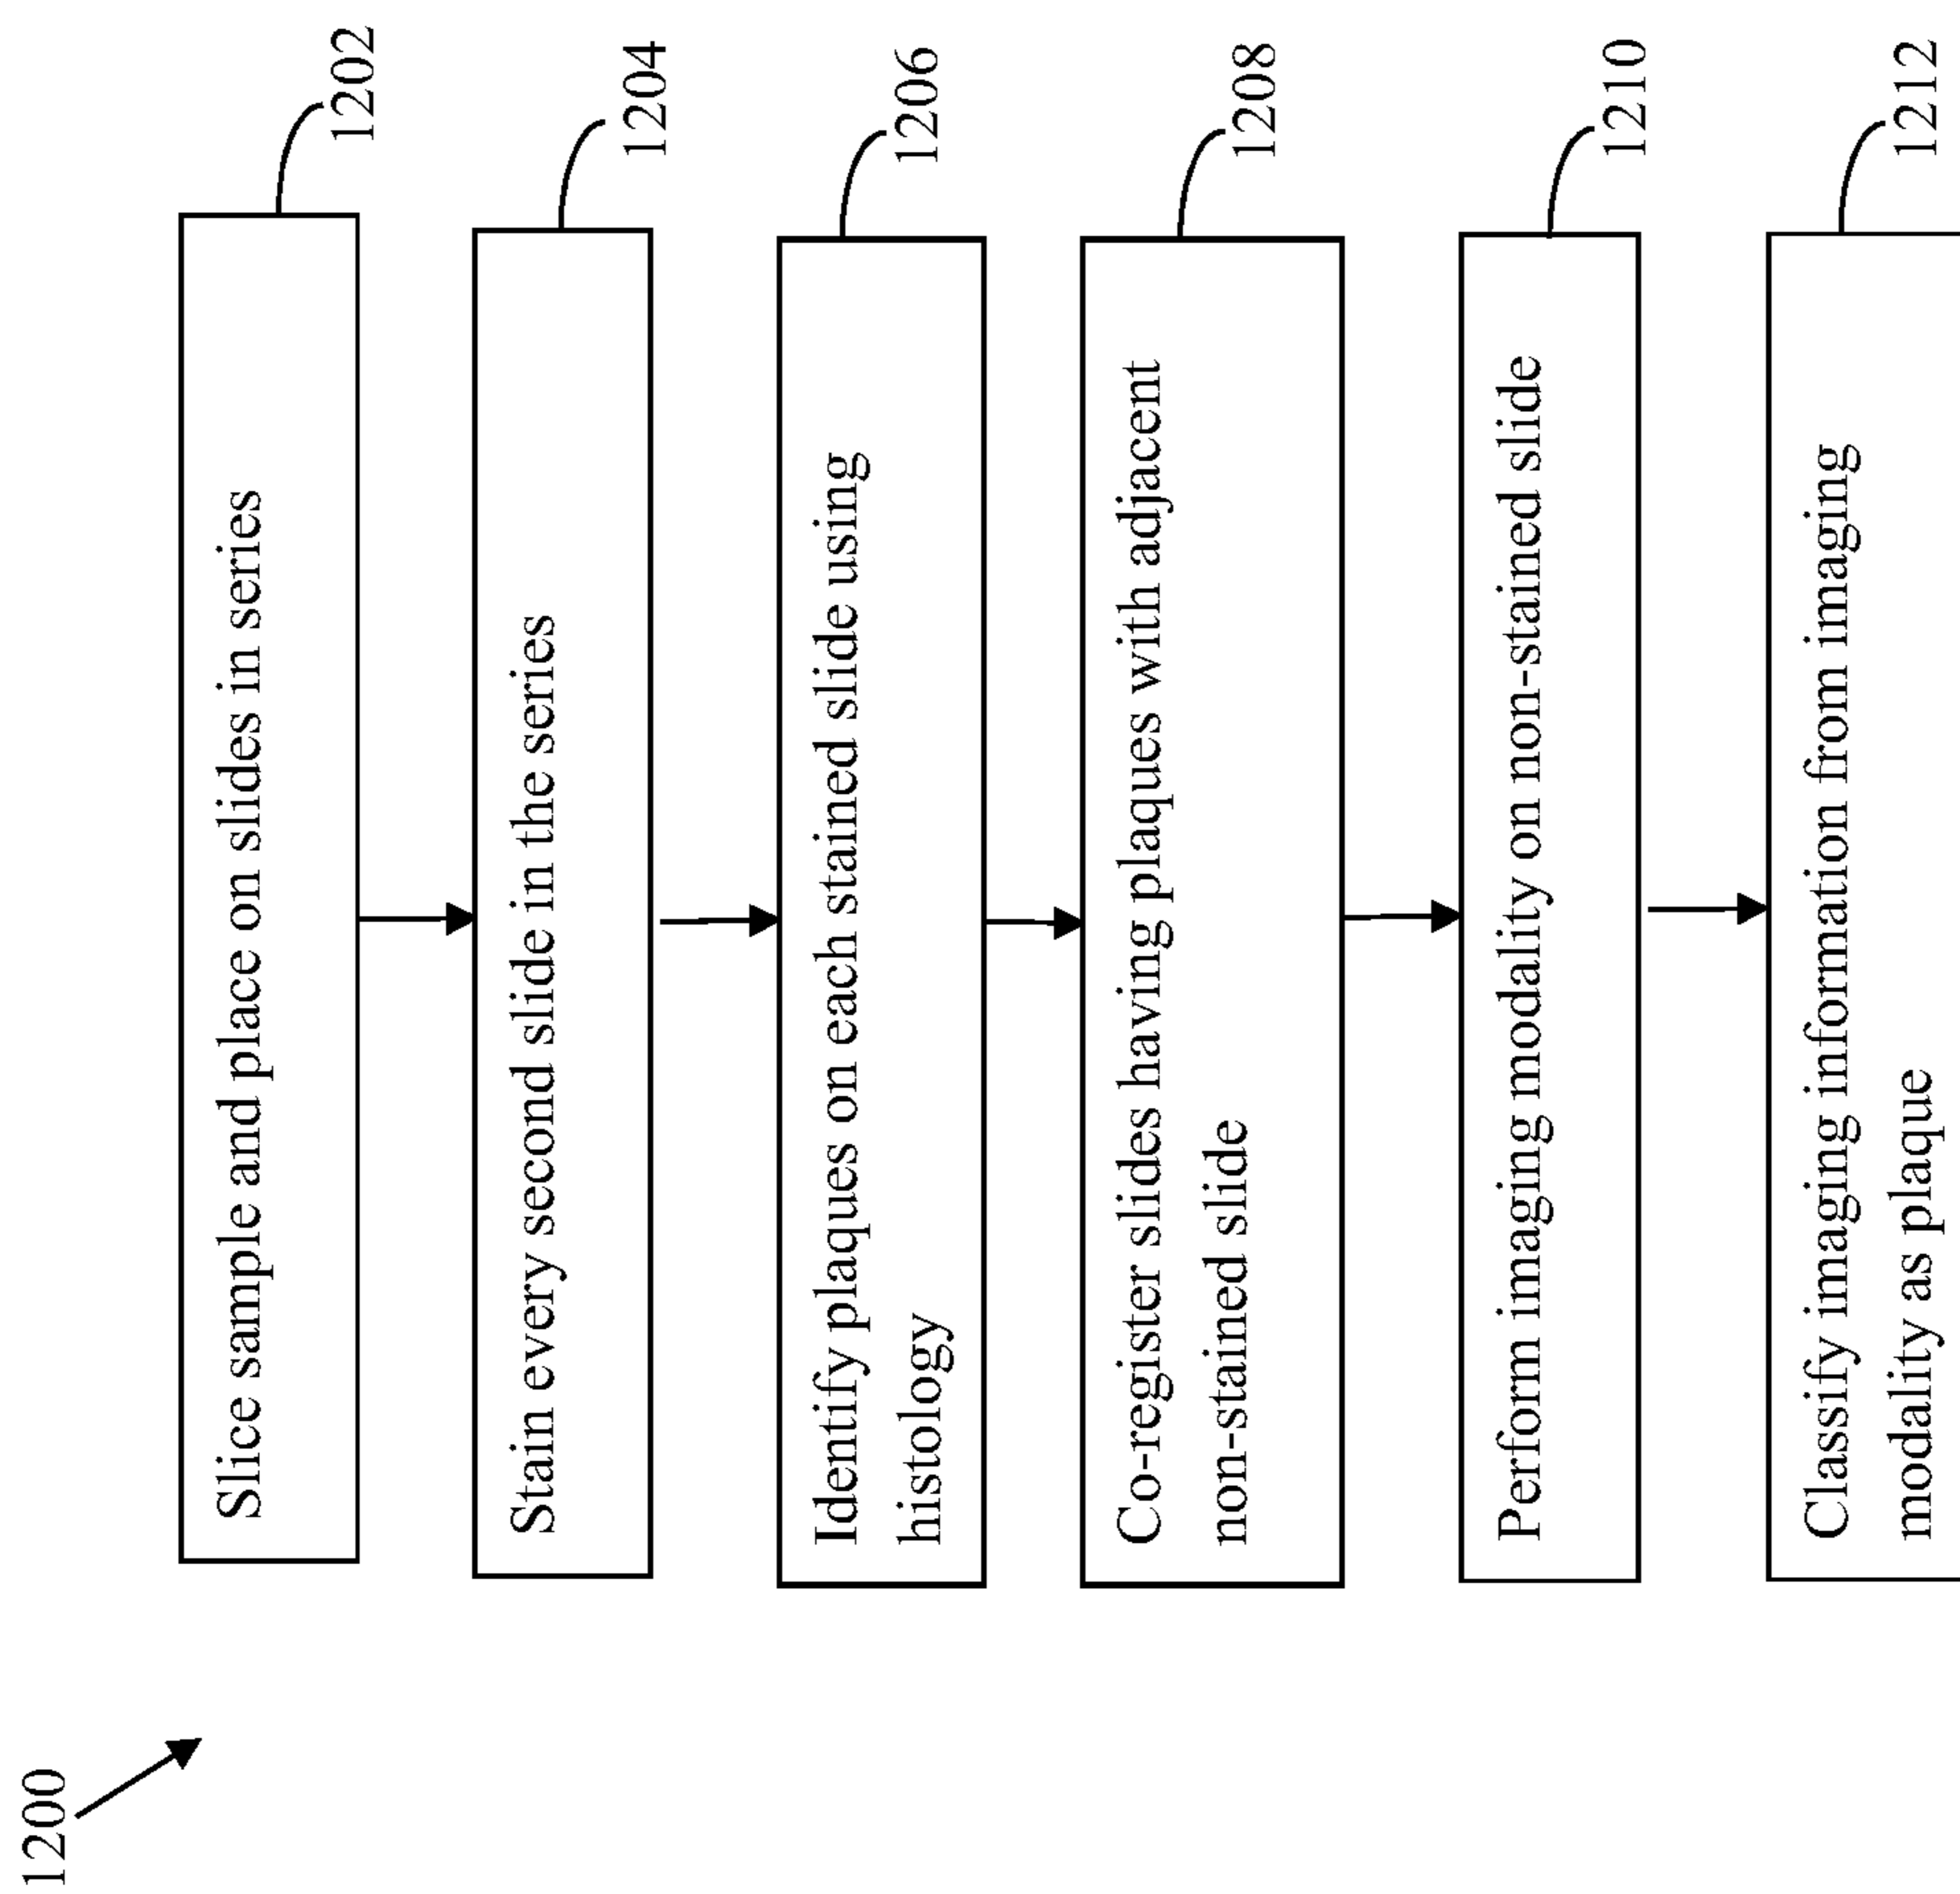 1200
Slice sample and place on slides in series
1202
Stain every second slide in the series
1204
Identify plaques on each stained slide using
histology
1206
Co-register slides having plaques with adjacent
non-stained slide
1208
Perform imaging modality on non-stained slide
1210
Classify imaging information from imaging
modality as plaque
1212